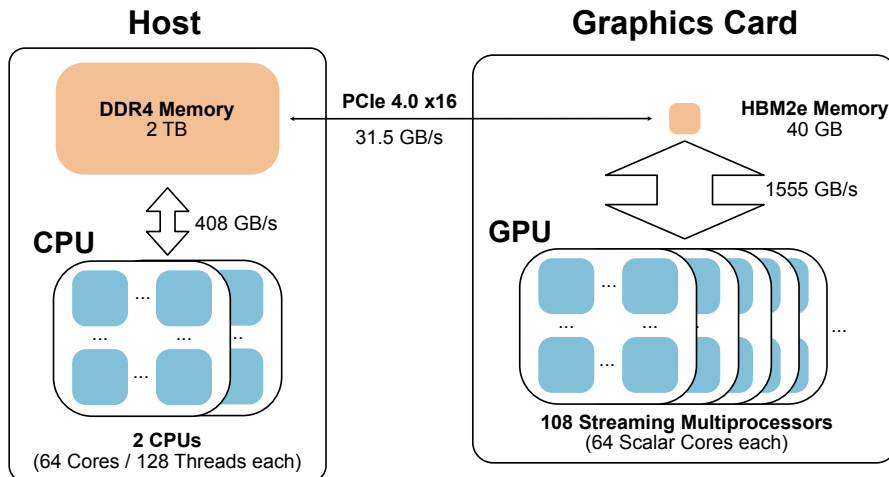 Host
DDR4 Memory
2 TB
408 GB/s
CPU
...
...
...
...
..
...
2 CPUs
(64 Cores / 128 Threads each)
PCIe 4.0 x16
31.5 GB/s
Graphics Card
HBM2e Memory
40 GB
1555 GB/s
GPU
...
...
...
...
...
...
...
...
...
108 Streaming Multiprocessors
(64 Scalar Cores each)